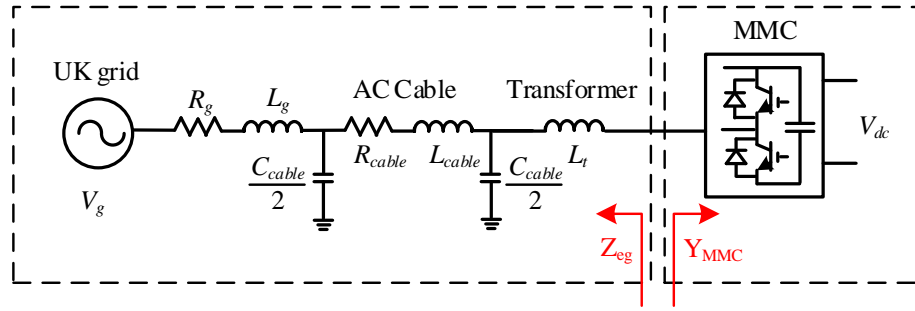 MMC
UK grid
AC Cable
Transformer
R_g
L_g
R_cable
L_cable
L_t
V_dc
C_cable
2
C_cable
2
V_g
Z_eg
Y_MMC